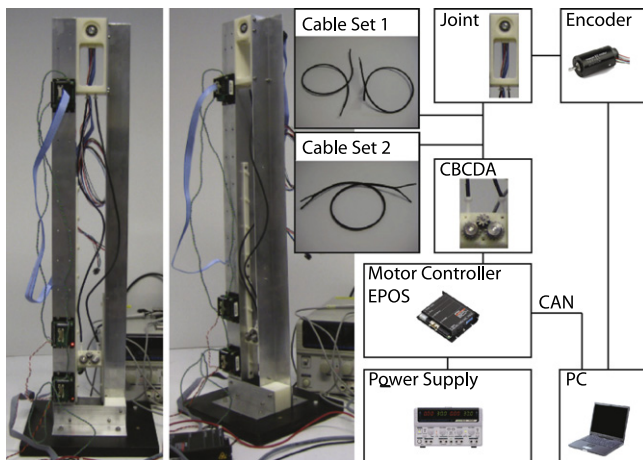 Cable Set 1
Joint
Encoder
Cable Set 2
CBCDA
Motor Controller
EPOS
CAN
Power Supply
PC